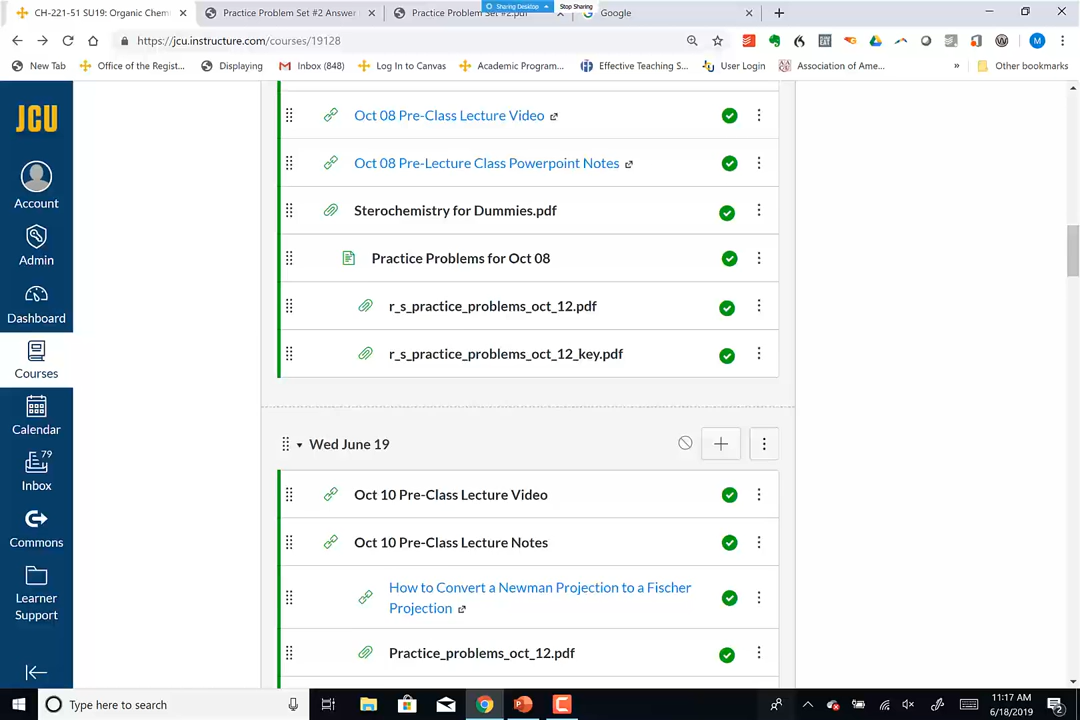 CH-221-51 SU19: Organic Chem
Practice Problem Set #2 Answer
Practice Problem Set #2.pdf
Sharing Desktop
Stop Sharing
Google
https://jcu.instructure.com/courses/19128
New Tab
Office of the Regist...
Displaying
Inbox (848)
Log In to Canvas
Academic Program...
Effective Teaching S...
User Login
Association of Ame...
»
Other bookmarks
M
JCU
Account
Admin
Dashboard
Courses
Calendar
79
Inbox
Commons
Learner
Support
Oct 08 Pre-Class Lecture Video
Oct 08 Pre-Lecture Class Powerpoint Notes
Sterochemistry for Dummies.pdf
Practice Problems for Oct 08
r_s_practice_problems_oct_12.pdf
r_s_practice_problems_oct_12_key.pdf
Wed June 19
Oct 10 Pre-Class Lecture Video
Oct 10 Pre-Class Lecture Notes
How to Convert a Newman Projection to a Fischer
Projection
Practice_problems_oct_12.pdf
Type here to search
11:17 AM
6/18/2019
2